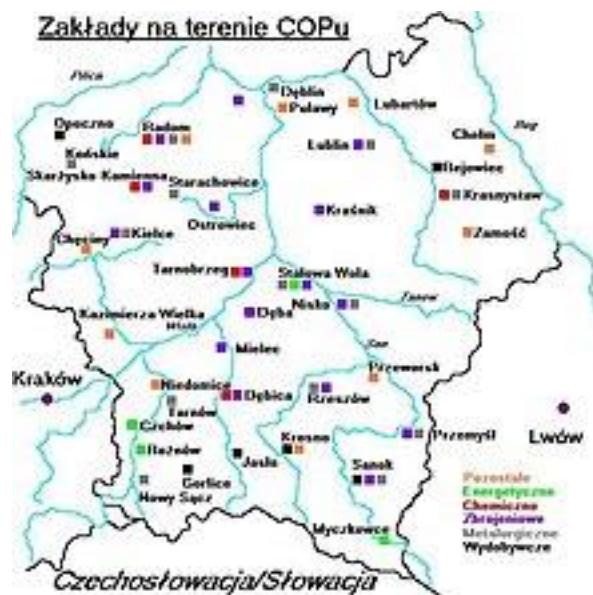 Zakłady na terenie COPu
Pilica
Dęblin
Puławy
Lubartów
Opoczno
Radom
Bug
Końskie
Lublin
Chełm
Skarżysko Kamienna
Rejowiec
Starachowice
Krasnystaw
Ostrowiec
Kraśnik
Chęciny
Kielce
Zamość
Tarnobrzeg
Stalowa Wola
Nisko
Tanew
Kazimierza Wielka
Wisła
Dęba
San
Mielec
Przeworsk
Kraków
Niedomice
Dębica
Rzeszów
Tarnów
Lwów
Czchów
Krosno
Przemyśl
Rożnów
Jasło
Gorlice
Sanok
Nowy Sącz
Myczkowce
Pozostałe
Energetyczne
Chemiczne
Zbrojeniowe
Metalurgiczne
Wydobywcze
Czechosłowacja/Słowacja